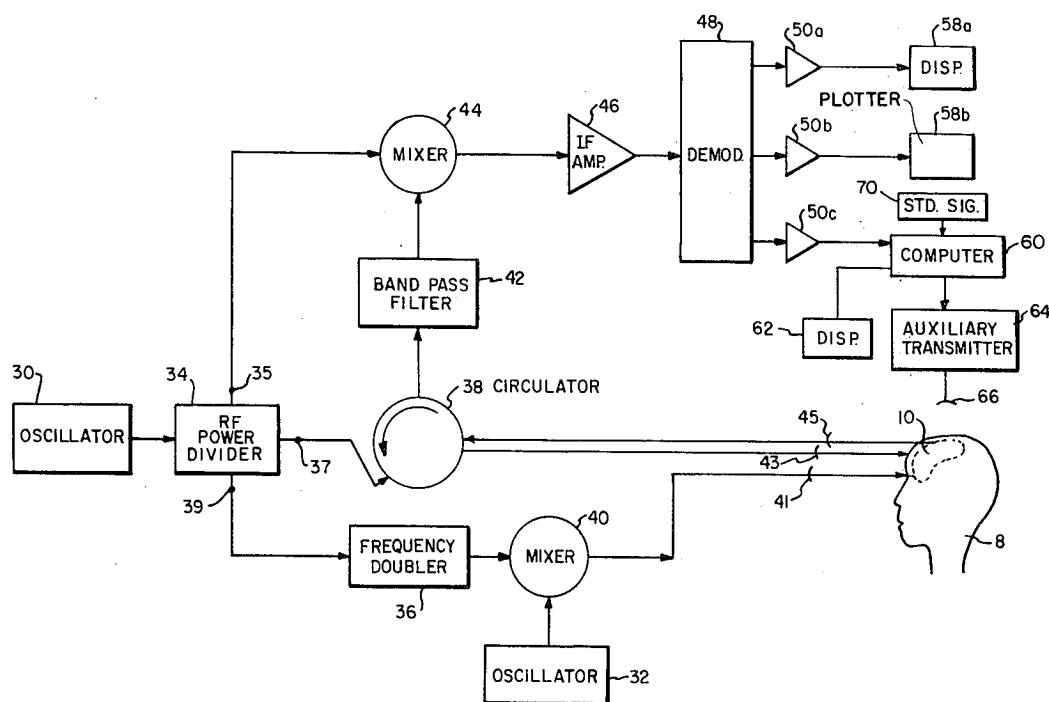 48
50a
58a
DISP.
PLOTTER
44
46
50b
58b
MIXER
I.F
AMP.
DEMOD.
70
STD. SIG.
50c
60
COMPUTER
BAND PASS
FILTER
42
62
DISP.
64
AUXILIARY
TRANSMITTER
30
34
35
38 CIRCULATOR
66
OSCILLATOR
RF
POWER
DIVIDER
37
45
10
43
39
41
40
8
FREQUENCY
DOUBLER
MIXER
36
OSCILLATOR
32